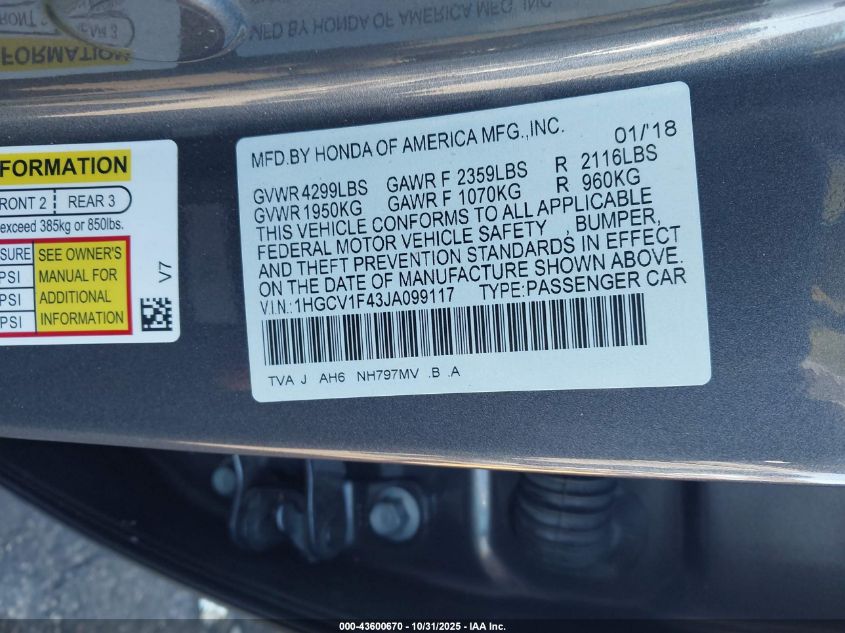 MFD.BY HONDA OF AMERICA MFG.,INC. 01/'18
GVWR 4299LBS GAWR F 2359LBS R 2116LBS
GVWR 1950KG GAWR F 1070KG R 960KG
THIS VEHICLE CONFORMS TO ALL APPLICABLE
FEDERAL MOTOR VEHICLE SAFETY , BUMPER,
AND THEFT PREVENTION STANDARDS IN EFFECT
ON THE DATE OF MANUFACTURE SHOWN ABOVE.
V.I.N.:1HGCV1F43JA099117 TYPE:PASSENGER CAR
TVA J AH6 NH797MV .B .A
FORMATION
FRONT 2 REAR 3
exceed 385kg or 850lbs.
SURE SEE OWNER'S
PSI MANUAL FOR
PSI ADDITIONAL
PSI INFORMATION
V7
000-43600670 - 10/31/2025 - IAA Inc.